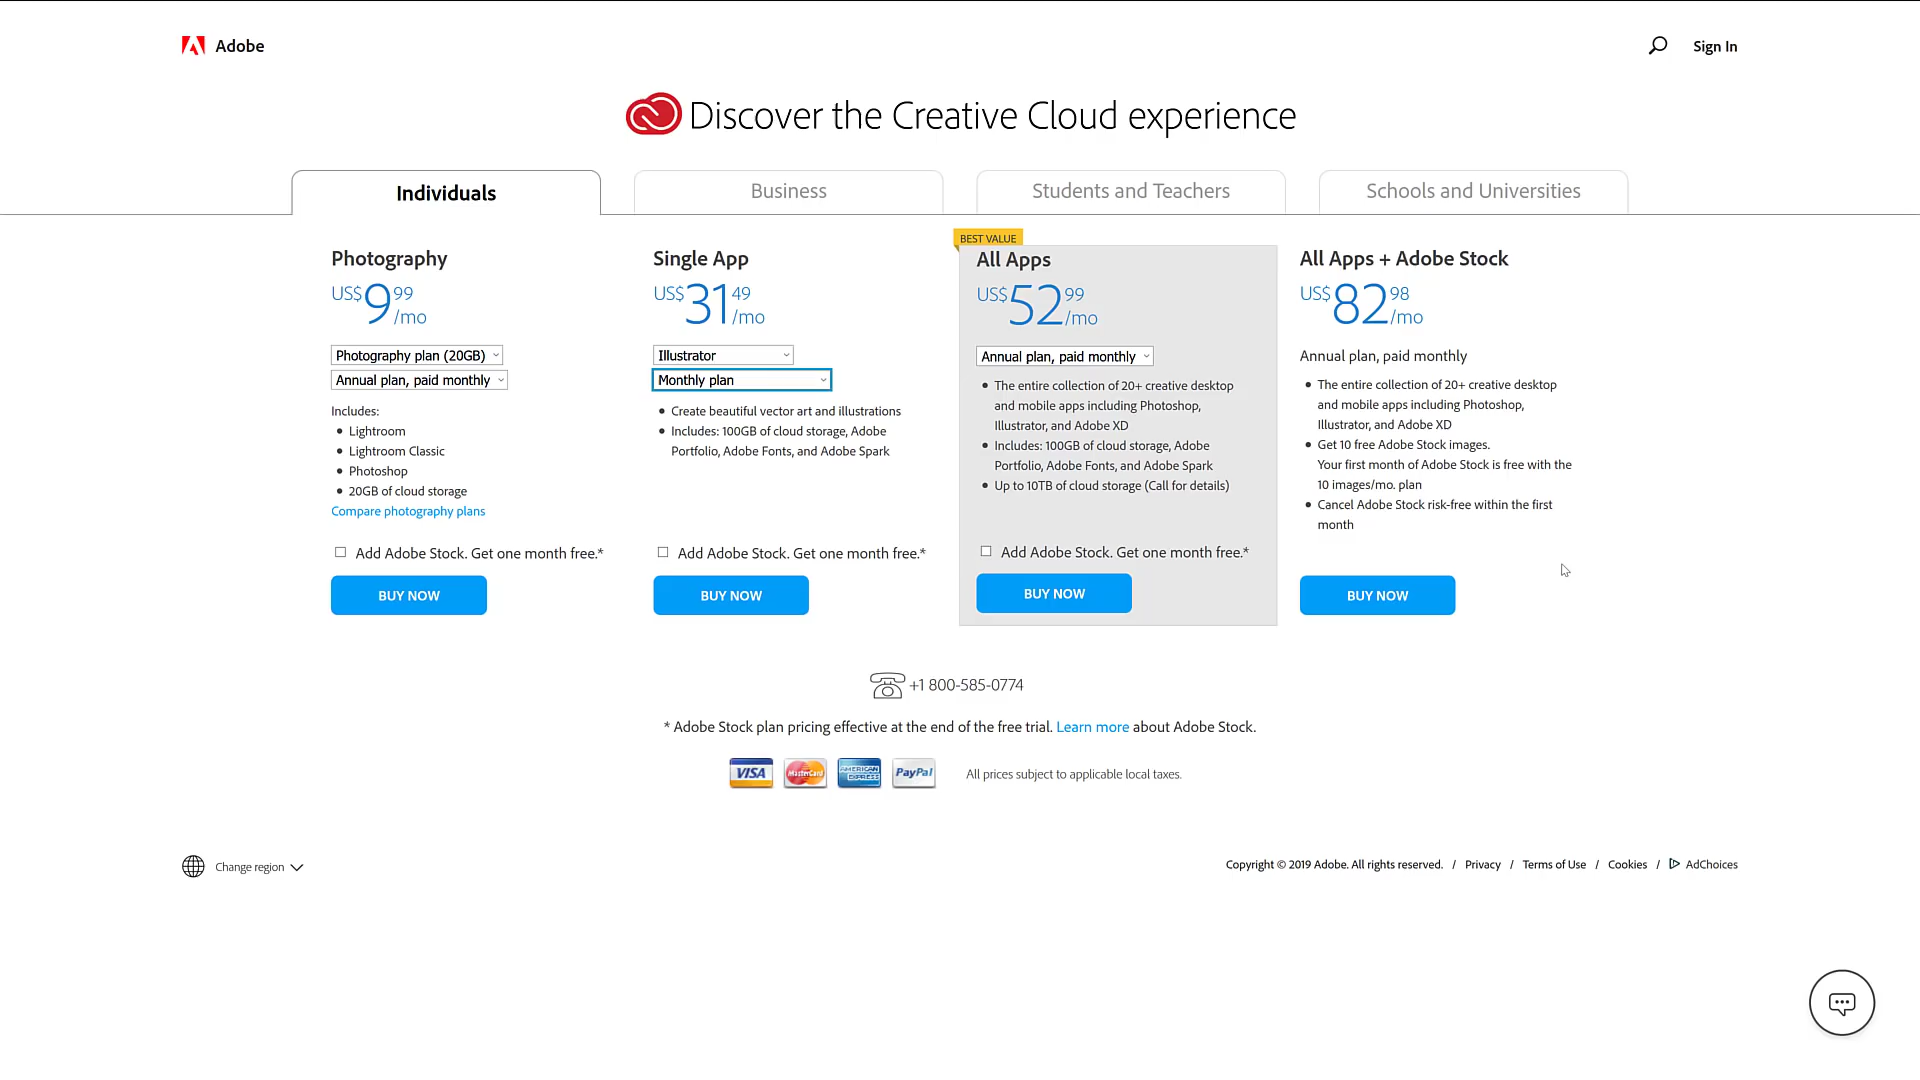 Adobe
Sign In
Discover the Creative Cloud experience
Individuals
Business
Students and Teachers
Schools and Universities
Photography
US$9 99/mo
Photography plan (20GB)
Annual plan, paid monthly
Includes:
Lightroom
Lightroom Classic
Photoshop
20GB of cloud storage
Compare photography plans
Add Adobe Stock. Get one month free.*
BUY NOW
Single App
US$31 49/mo
Illustrator
Monthly plan
Create beautiful vector art and illustrations
Includes: 100GB of cloud storage, Adobe
Portfolio, Adobe Fonts, and Adobe Spark
Add Adobe Stock. Get one month free.*
BUY NOW
BEST VALUE
All Apps
US$52 99/mo
Annual plan, paid monthly
The entire collection of 20+ creative desktop
and mobile apps including Photoshop,
Illustrator, and Adobe XD
Includes: 100GB of cloud storage, Adobe
Portfolio, Adobe Fonts, and Adobe Spark
Up to 10TB of cloud storage (Call for details)
Add Adobe Stock. Get one month free.*
BUY NOW
All Apps + Adobe Stock
US$82 98/mo
Annual plan, paid monthly
The entire collection of 20+ creative desktop
and mobile apps including Photoshop,
Illustrator, and Adobe XD
Get 10 free Adobe Stock images.
Your first month of Adobe Stock is free with the
10 images/mo. plan
Cancel Adobe Stock risk-free within the first
month
BUY NOW
+1 800-585-0774
* Adobe Stock plan pricing effective at the end of the free trial. Learn more about Adobe Stock.
VISA MasterCard AMERICAN EXPRESS PayPal All prices subject to applicable local taxes.
Change region
Copyright © 2019 Adobe. All rights reserved. / Privacy / Terms of Use / Cookies / AdChoices